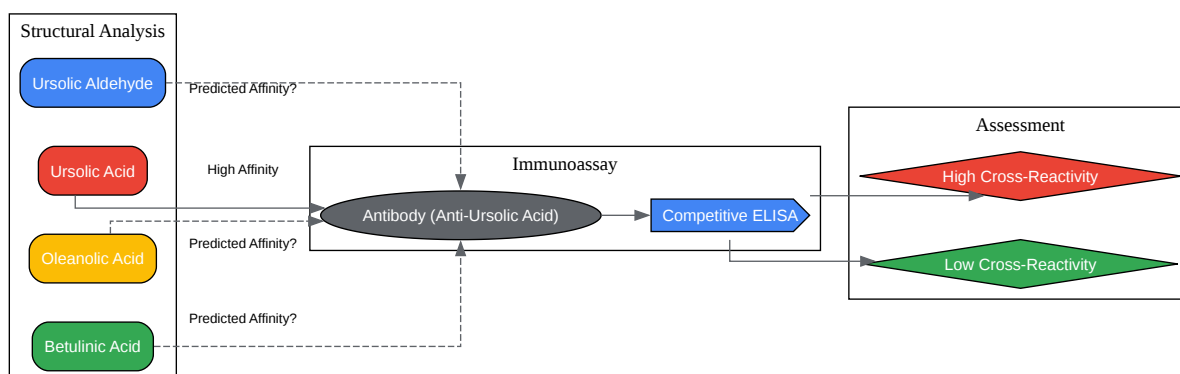 Structural Analysis
Ursolic Aldehyde
Predicted Affinity?
Assessment
Ursolic Acid
High Affinity
Immunoassay
High Cross-Reactivity
Antibody (Anti-Ursolic Acid)
Competitive ELISA
Oleanolic Acid
Predicted Affinity?
Low Cross-Reactivity
Predicted Affinity?
Betulinic Acid